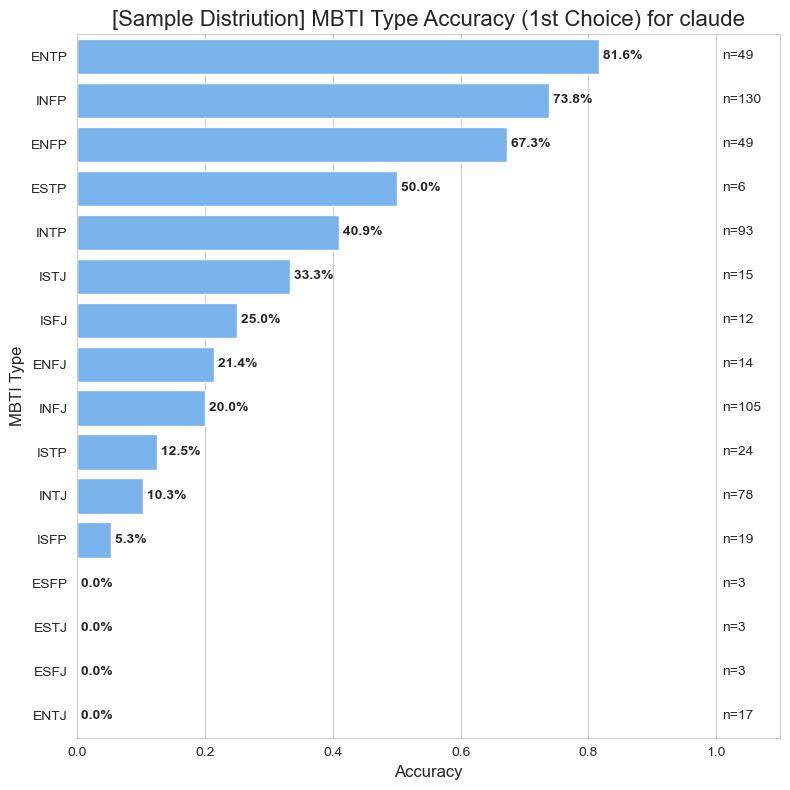 [Sample Distriution] MBTI Type Accuracy (1st Choice) for claude
ENTP 81.6% n=49
INFP 73.8% n=130
ENFP 67.3% n=49
ESTP 50.0% n=6
INTP 40.9% n=93
ISTJ 33.3% n=15
ISFJ 25.0% n=12
ENFJ 21.4% n=14
INFJ 20.0% n=105
ISTP 12.5% n=24
INTJ 10.3% n=78
ISFP 5.3% n=19
ESFP 0.0% n=3
ESTJ 0.0% n=3
ESFJ 0.0% n=3
ENTJ 0.0% n=17
MBTI Type
0.0 0.2 0.4 0.6 0.8 1.0
Accuracy